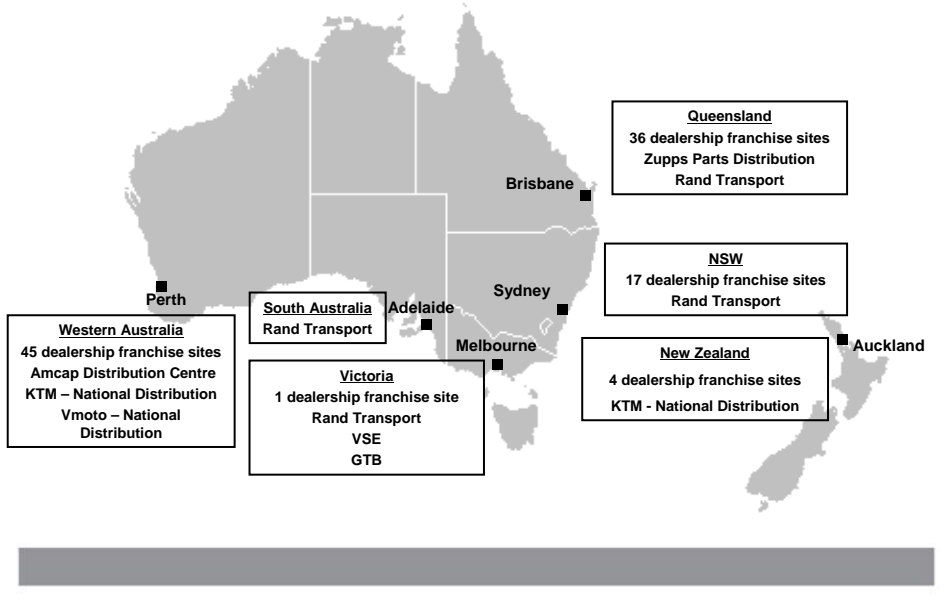 Queensland
36 dealership franchise sites
Zupps Parts Distribution
Rand Transport
Brisbane
NSW
17 dealership franchise sites
Rand Transport
Sydney
Perth
Western Australia
45 dealership franchise sites
Amcap Distribution Centre
KTM – National Distribution
Vmoto – National
Distribution
South Australia
Rand Transport
Adelaide
Melbourne
Victoria
1 dealership franchise site
Rand Transport
VSE
GTB
New Zealand
4 dealership franchise sites
KTM - National Distribution
Auckland